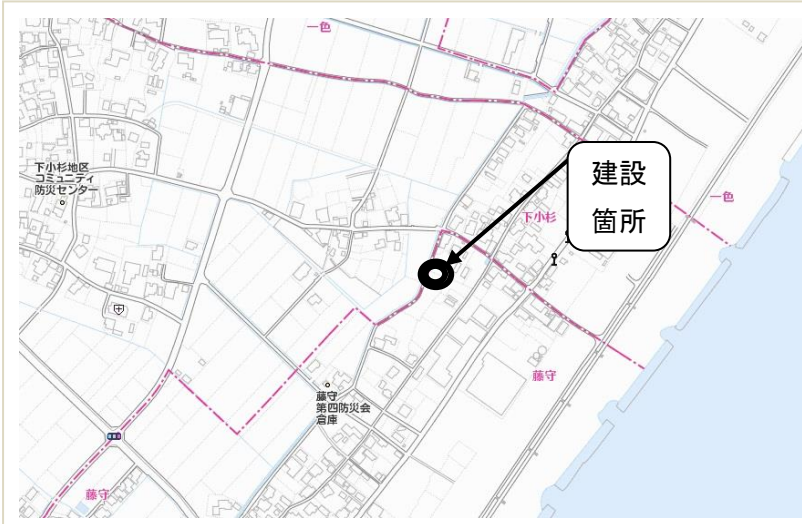 一色
下小杉地区
コミュニティ
防災センター
建設
箇所
下小杉
一色
藤守
藤守
第四防災会
倉庫
藤守